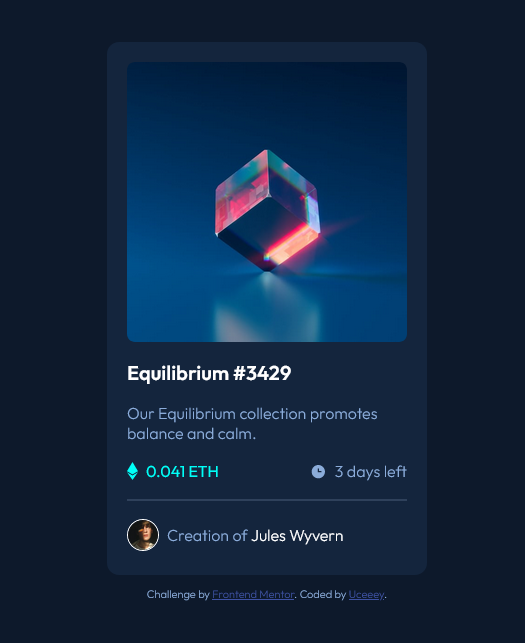 Equilibrium #3429
Our Equilibrium collection promotes
balance and calm.
0.041 ETH 3 days left
Creation of Jules Wyvern
Challenge by Frontend Mentor. Coded by Uceeey.